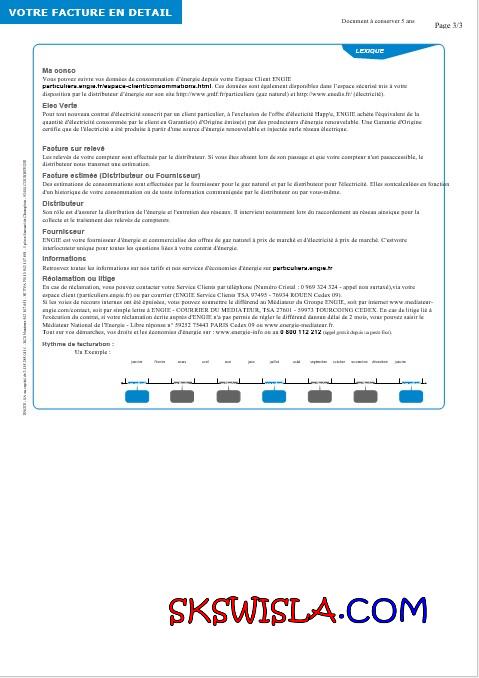 VOTRE FACTURE EN DETAIL
Document à conserver 5 ans
Page 3/3
LEXIQUE
Ma conso
Vous pouvez suivre vos données de consommation d'énergie depuis votre Espace Client ENGIE
particuliers.engie.fr/espace-client/consommations.html. Ces données sont également disponibles dans l'espace sécurisé mis à votre
disposition par le distributeur d'énergie sur son site http://www.grdf.fr/particuliers (gaz naturel) et http://www.enedis.fr/ (électricité).
Elec Verte
Pour tout nouveau contrat d'électricité souscrit par un client particulier, à l'exclusion de l'offre d'électicité Happ'e, ENGIE achète l'équivalent de la
quantité d'électricité consommée par le client en Garantie(s) d'Origine émise(s) par des producteurs d'énergie renouvelable. Une Garantie d'Origine
certifie que de l'électricité a été produite à partir d'une source d'énergie renouvelable et injectée surle réseau électrique.
Facture sur relevé
Les relevés de votre compteur sont effectués par le distributeur. Si vous êtes absent lors de son passage et que votre compteur n'est pasaccessible, le
distributeur nous transmet une estimation.
Facture estimée (Distributeur ou Fournisseur)
Des estimations de consommations sont effectuées par le fournisseur pour le gaz naturel et par le distributeur pour l'électricité. Elles sontcalculées en fonction
d'un historique de votre consommation ou de toute information communiquée par le distributeur ou par vous-même.
Distributeur
Son rôle est d'assurer la distribution de l'énergie et l'entretien des réseaux. Il intervient notamment lors du raccordement au réseau ainsique pour la
collecte et le traitement des relevés de compteurs.
Fournisseur
ENGIE est votre fournisseur d'énergie et commercialise des offres de gaz naturel à prix de marché et d'électricité à prix de marché. C'estvotre
interlocuteur unique pour toutes les questions liées à votre contrat d'énergie.
Informations
Retrouvez toutes les informations sur nos tarifs et nos services d'économies d'énergie sur particuliers.engie.fr
Réclamation ou litige
En cas de réclamation, vous pouvez contacter votre Service Clients par téléphone (Numéro Cristal : 0 969 324 324 - appel non surtaxé), via votre
espace client (particuliers.engie.fr) ou par courrier (ENGIE Service Clients TSA 97495 - 76934 ROUEN Cedex 09).
Si les voies de recours internes ont été épuisées, vous pouvez soumettre le différend au Médiateur du Groupe ENGIE, soit par internet www.mediateur-
engie.com/contact, soit par simple lettre à ENGIE - COURRIER DU MEDIATEUR, TSA 27601 - 59973 TOURCOING CEDEX. En cas de litige lié à
l'exécution du contrat, si votre réclamation écrite auprès d'ENGIE n'a pas permis de régler le différend dansun délai de 2 mois, vous pouvez saisir le
Médiateur National de l'Energie - Libre réponse n° 59252 75443 PARIS Cedex 09 ou www.energie-mediateur.fr.
Tout sur vos démarches, vos droits et les économies d'énergie sur : www.energie-info ou au 0 800 112 212 (appel gratuit depuis un poste fixe).
Rythme de facturation :
Un Exemple :
janvier février mars avril mai juin juillet août septembre octobre novembre décembre janvier
SKSWISLA.COM